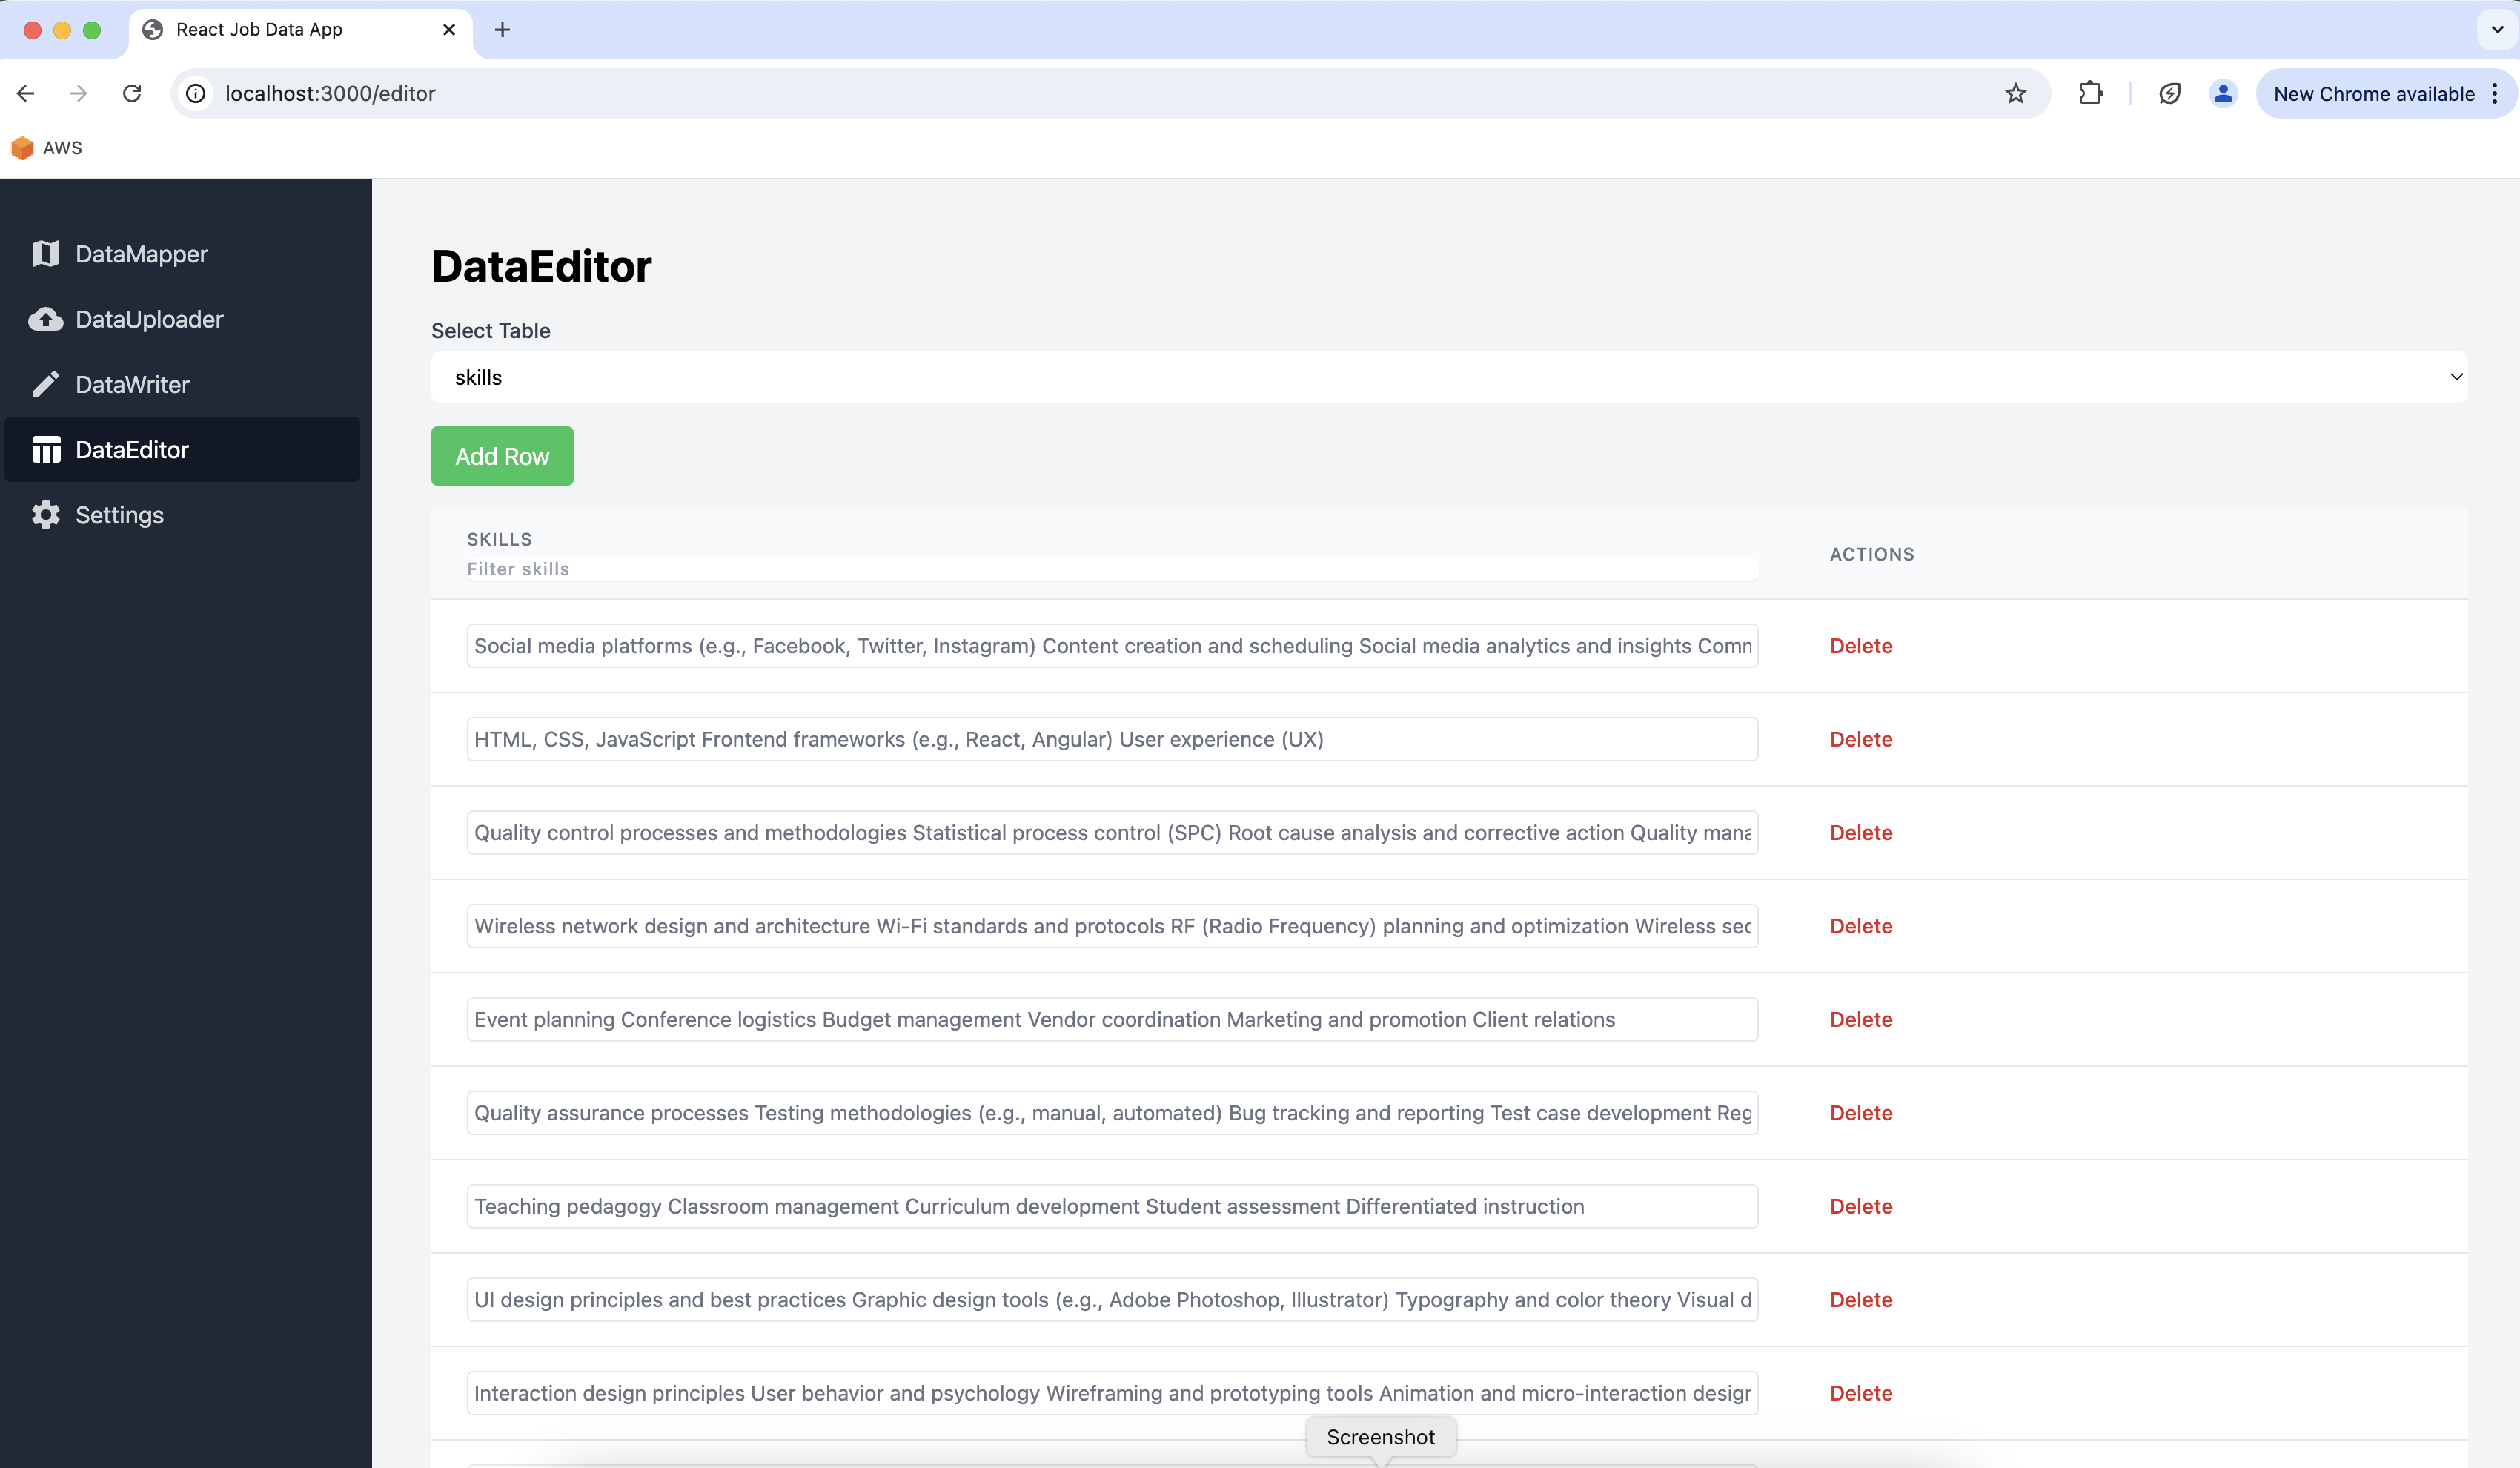 React Job Data App
localhost:3000/editor
New Chrome available
AWS
DataMapper
DataUploader
DataWriter
DataEditor
Settings
DataEditor
Select Table
skills
Add Row
SKILLS
Filter skills
ACTIONS
Social media platforms (e.g., Facebook, Twitter, Instagram) Content creation and scheduling Social media analytics and insights Comm
Delete
HTML, CSS, JavaScript Frontend frameworks (e.g., React, Angular) User experience (UX)
Delete
Quality control processes and methodologies Statistical process control (SPC) Root cause analysis and corrective action Quality mana
Delete
Wireless network design and architecture Wi-Fi standards and protocols RF (Radio Frequency) planning and optimization Wireless sec
Delete
Event planning Conference logistics Budget management Vendor coordination Marketing and promotion Client relations
Delete
Quality assurance processes Testing methodologies (e.g., manual, automated) Bug tracking and reporting Test case development Reg
Delete
Teaching pedagogy Classroom management Curriculum development Student assessment Differentiated instruction
Delete
UI design principles and best practices Graphic design tools (e.g., Adobe Photoshop, Illustrator) Typography and color theory Visual d
Delete
Interaction design principles User behavior and psychology Wireframing and prototyping tools Animation and micro-interaction design
Delete
Screenshot